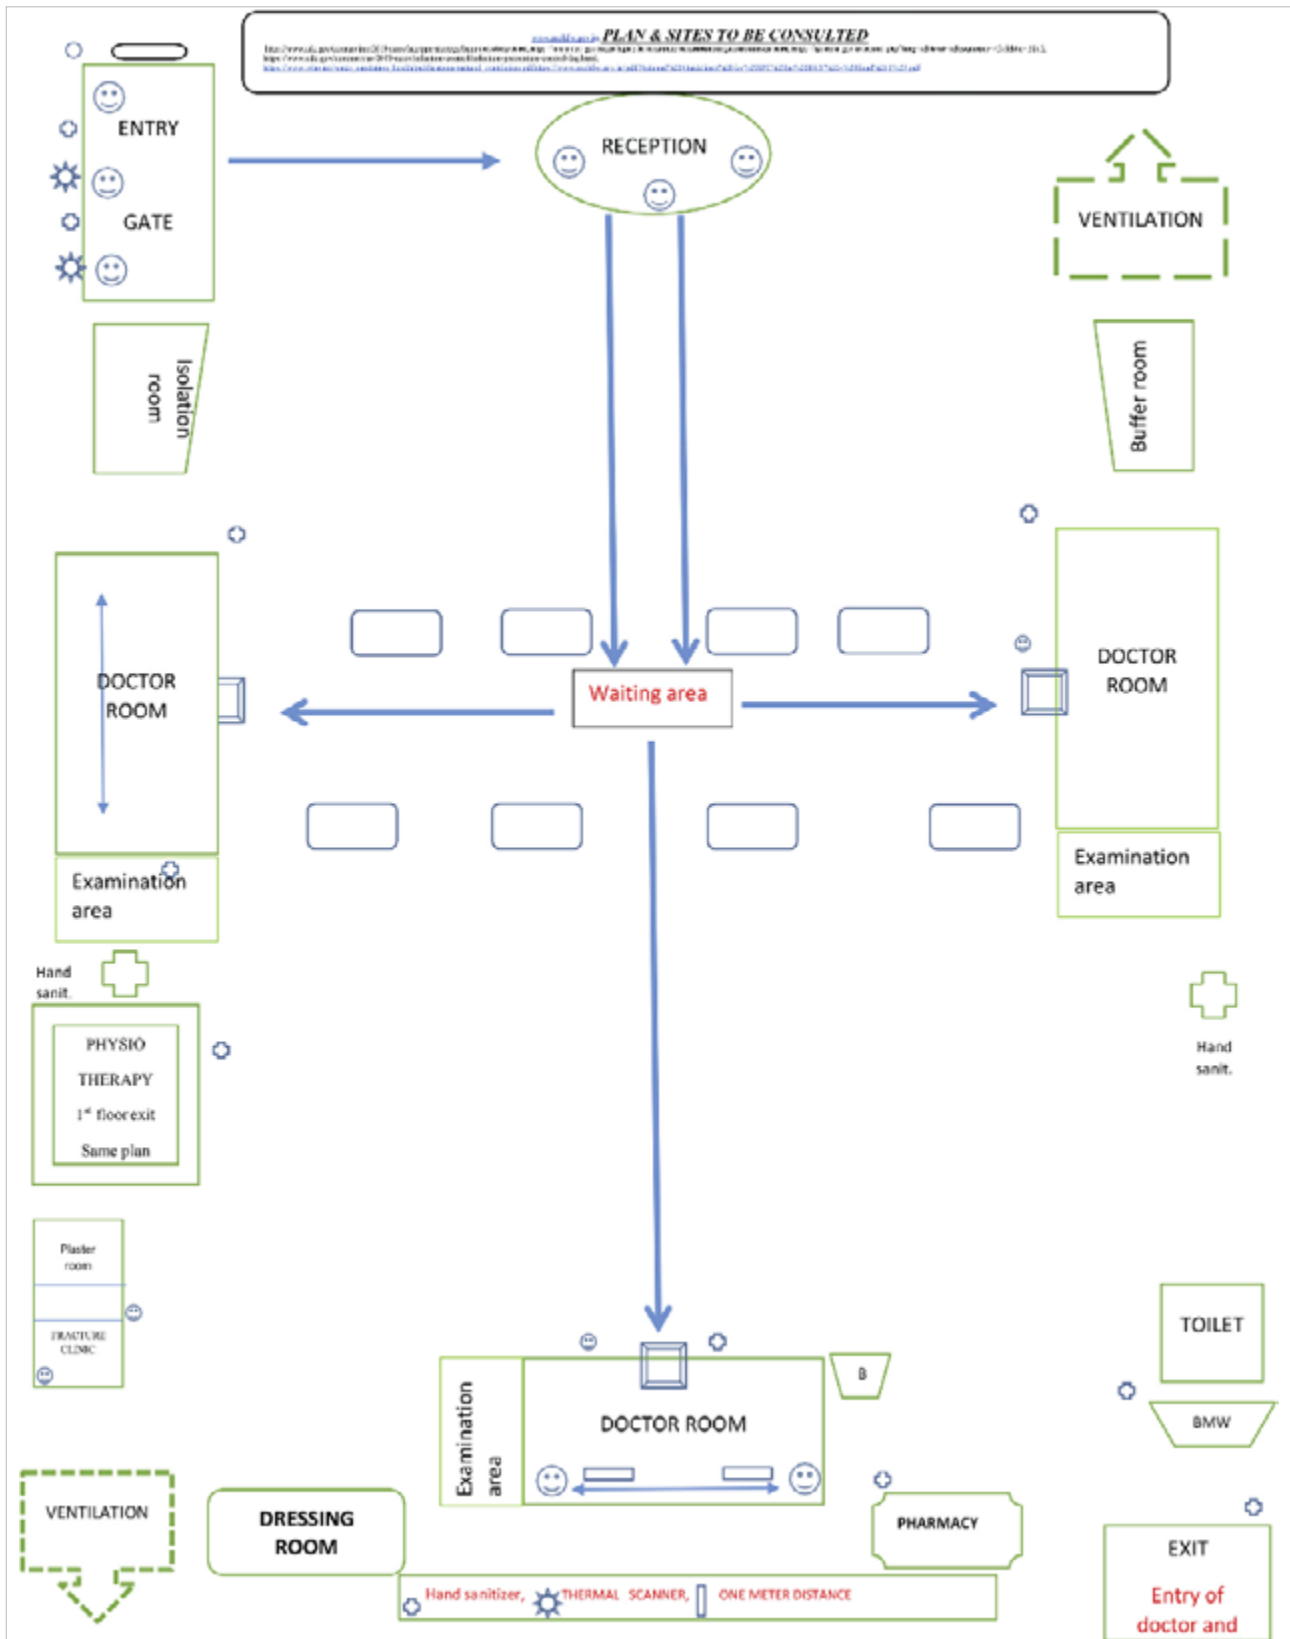 PLAN & SITES TO BE CONSULTED
ENTRY
GATE
RECEPTION
VENTILATION
Isolation
room
Buffer room
DOCTOR
ROOM
Waiting area
DOCTOR
ROOM
Examination
area
Examination
area
Hand
sanit.
Hand
sanit.
PHYSIO
THERAPY
1st floor exit
Same plan
Plaster
room
FRACTURE
CLINIC
TOILET
BMW
Examination
area
DOCTOR ROOM
B
VENTILATION
DRESSING
ROOM
PHARMACY
EXIT
Entry of
doctor and
Hand sanitizer, THERMAL SCANNER, ONE METER DISTANCE